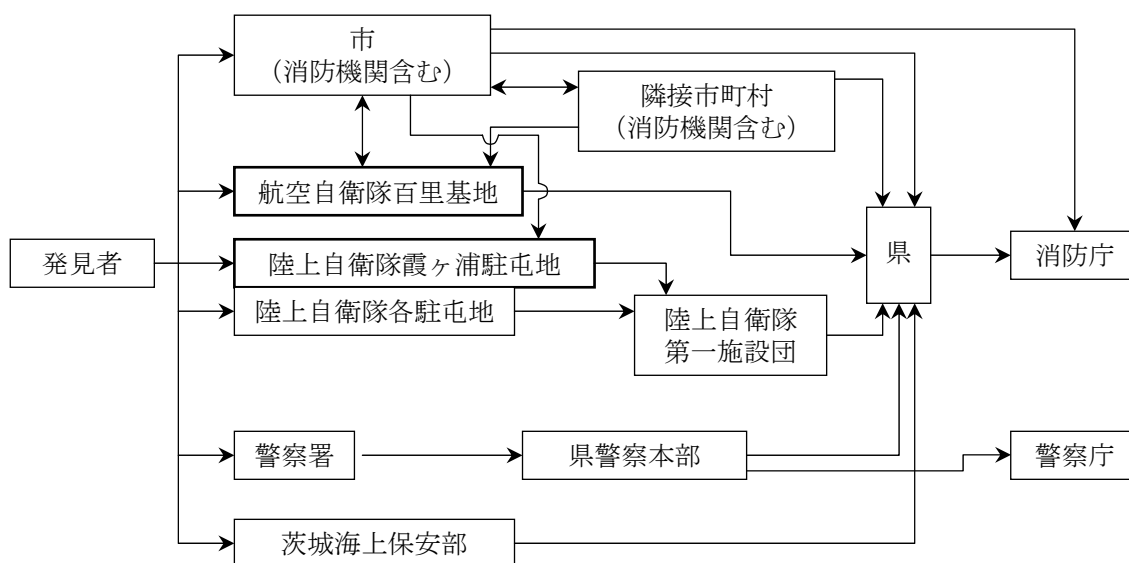 市
（消防機関含む）
隣接市町村
（消防機関含む）
航空自衛隊百里基地
県
発見者
陸上自衛隊霞ヶ浦駐屯地
消防庁
陸上自衛隊各駐屯地
陸上自衛隊
第一施設団
警察署
県警察本部
警察庁
茨城海上保安部